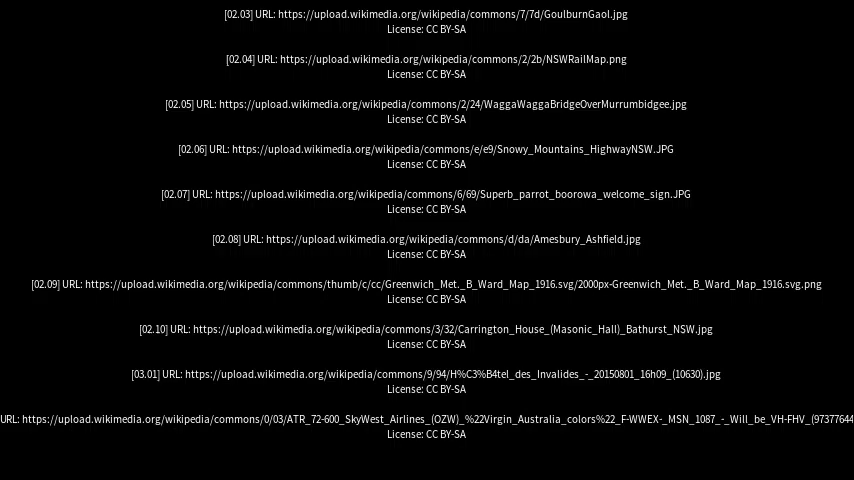 [02.03] URL: https://upload.wikimedia.org/wikipedia/commons/7/7d/GoulburnGaol.jpg
License: CC BY-SA
[02.04] URL: https://upload.wikimedia.org/wikipedia/commons/2/2b/NSWRailMap.png
License: CC BY-SA
[02.05] URL: https://upload.wikimedia.org/wikipedia/commons/2/24/WaggaWaggaBridgeOverMurrumbidgee.jpg
License: CC BY-SA
[02.06] URL: https://upload.wikimedia.org/wikipedia/commons/e/e9/Snowy_Mountains_HighwayNSW.JPG
License: CC BY-SA
[02.07] URL: https://upload.wikimedia.org/wikipedia/commons/6/69/Superb_parrot_boorowa_welcome_sign.JPG
License: CC BY-SA
[02.08] URL: https://upload.wikimedia.org/wikipedia/commons/d/da/Amesbury_Ashfield.jpg
License: CC BY-SA
[02.09] URL: https://upload.wikimedia.org/wikipedia/commons/thumb/c/cc/Greenwich_Met._B_Ward_Map_1916.svg/2000px-Greenwich_Met._B_Ward_Map_1916.svg.png
License: CC BY-SA
[02.10] URL: https://upload.wikimedia.org/wikipedia/commons/3/32/Carrington_House_(Masonic_Hall)_Bathurst_NSW.jpg
License: CC BY-SA
[03.01] URL: https://upload.wikimedia.org/wikipedia/commons/9/94/H%C3%B4tel_des_Invalides_-_20150801_16h09_(10630).jpg
License: CC BY-SA
URL: https://upload.wikimedia.org/wikipedia/commons/0/03/ATR_72-600_SkyWest_Airlines_(OZW)_%22Virgin_Australia_colors%22_F-WWEX-_MSN_1087_-_Will_be_VH-FHV_(97377644
License: CC BY-SA